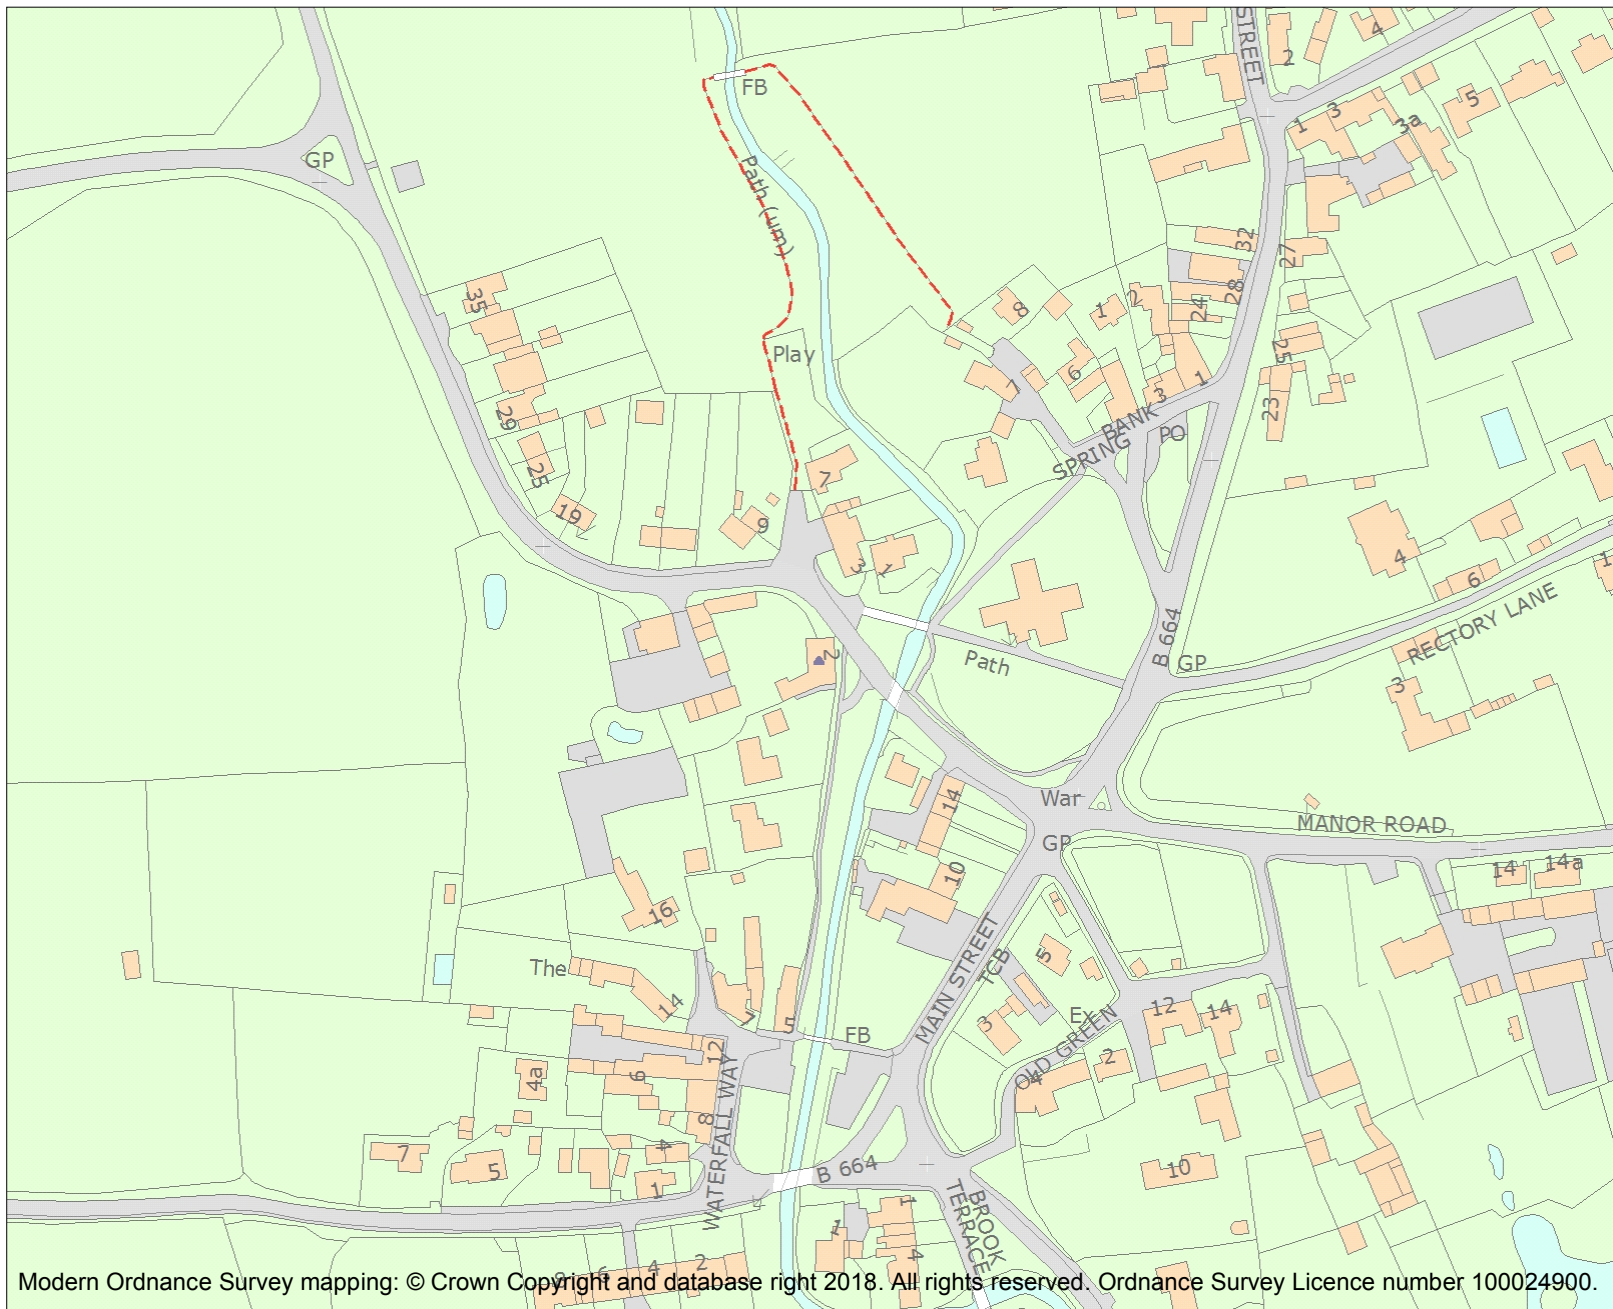 STREET
2
4
FB
GP
1
3
3a
5
Path (um)
32
27
35
8
1
2
28
24
Play
25
7
6
3
1
29
BANK
SPRING
PO
23
25
7
19
9
3
1
4
6
1
RECTORY LANE
B 664
GP
2
Path
3
War
14
MANOR ROAD
GP
10
14
14a
16
MAIN STREET
TCB
5
The
14
7
5
FB
3
Ex
OLD GREEN
12
14
12
4a
6
8
WATERFALL WAY
4
2
7
5
4
1
B 664
10
BROOK
TERRACE
1
1
4
8
6
4
2
Modern Ordnance Survey mapping: © Crown Copyright and database right 2018. All rights reserved. Ordnance Survey Licence number 100024900.